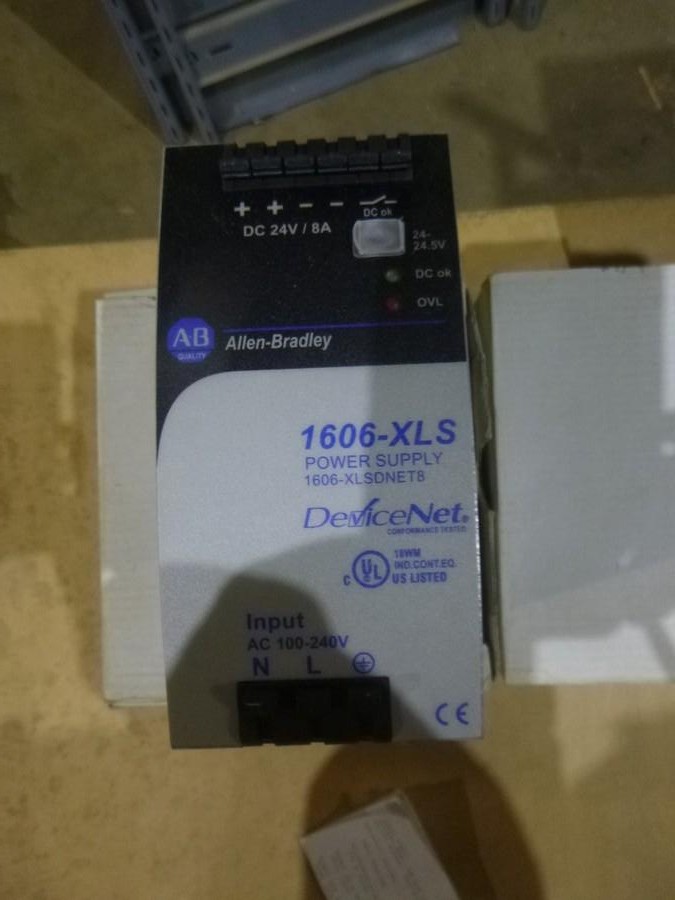 + + − −
DC ok
DC 24V / 8A
24-
24.5V
DC ok
OVL
AB
QUALITY
Allen-Bradley
1606-XLS
POWER SUPPLY
1606-XLSDNET8
DeviceNet®
CONFORMANCE TESTED
18WM
IND.CONT.EQ.
C UL US LISTED
Input
AC 100-240V
N L
CE